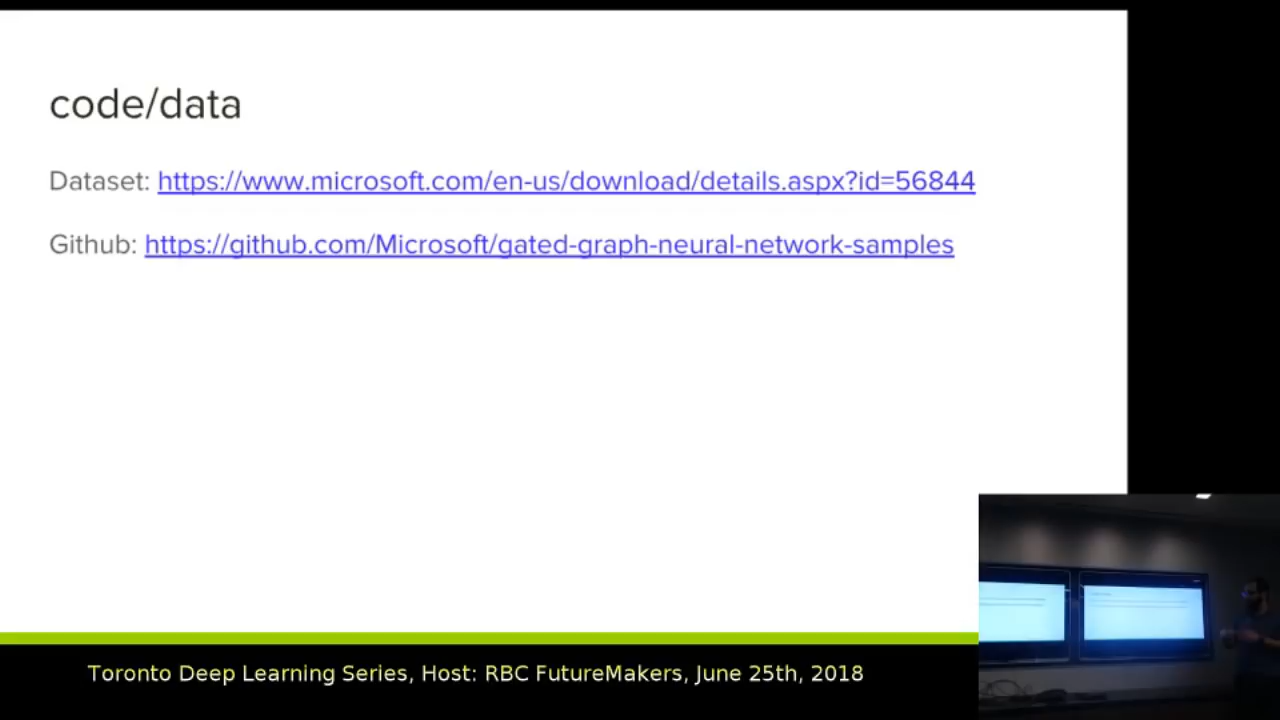 code/data
Dataset: https://www.microsoft.com/en-us/download/details.aspx?id=56844
Github: https://github.com/Microsoft/gated-graph-neural-network-samples
Toronto Deep Learning Series, Host: RBC FutureMakers, June 25th, 2018